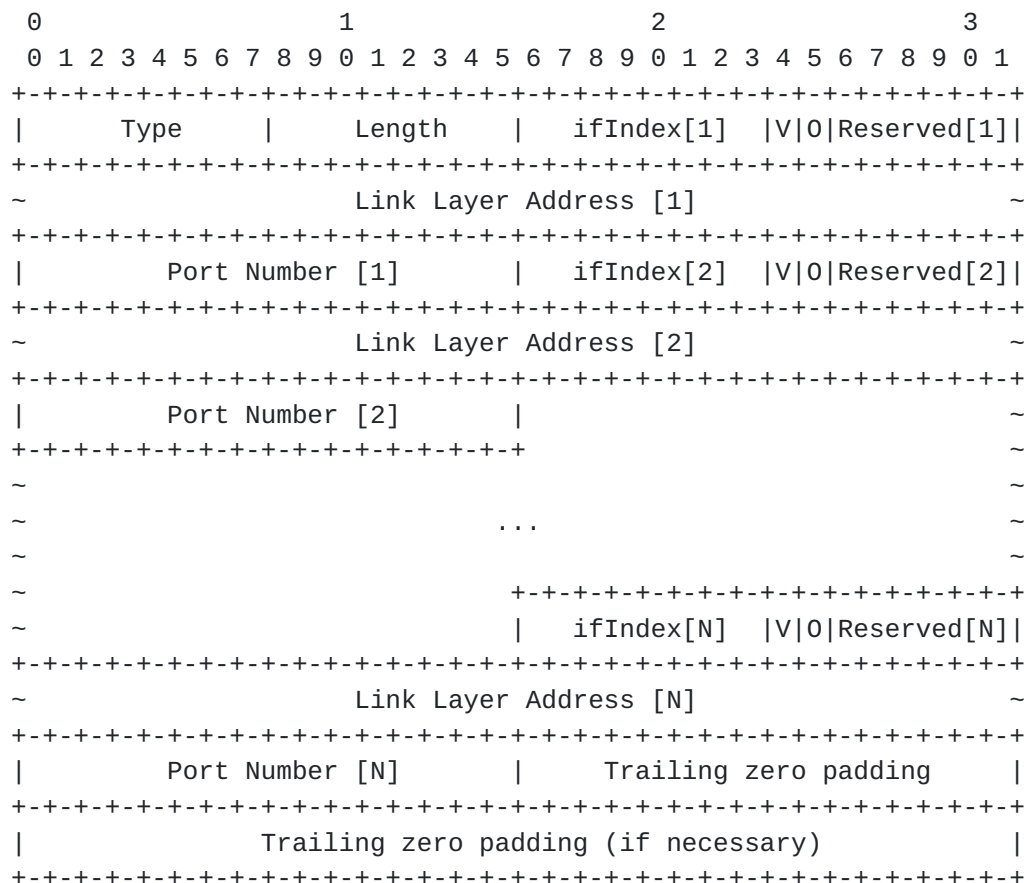 0                   1                   2                   3
 0 1 2 3 4 5 6 7 8 9 0 1 2 3 4 5 6 7 8 9 0 1 2 3 4 5 6 7 8 9 0 1
+-+-+-+-+-+-+-+-+-+-+-+-+-+-+-+-+-+-+-+-+-+-+-+-+-+-+-+-+-+-+-+-+
|      Type     |     Length    |   ifIndex[1]  |V|O|Reserved[1]|
+-+-+-+-+-+-+-+-+-+-+-+-+-+-+-+-+-+-+-+-+-+-+-+-+-+-+-+-+-+-+-+-+
~                     Link Layer Address [1]                    ~
+-+-+-+-+-+-+-+-+-+-+-+-+-+-+-+-+-+-+-+-+-+-+-+-+-+-+-+-+-+-+-+-+
|         Port Number [1]       |   ifIndex[2]  |V|O|Reserved[2]|
+-+-+-+-+-+-+-+-+-+-+-+-+-+-+-+-+-+-+-+-+-+-+-+-+-+-+-+-+-+-+-+-+
~                     Link Layer Address [2]                    ~
+-+-+-+-+-+-+-+-+-+-+-+-+-+-+-+-+-+-+-+-+-+-+-+-+-+-+-+-+-+-+-+-+
|         Port Number [2]       |                               ~
+-+-+-+-+-+-+-+-+-+-+-+-+-+-+-+-+                               ~
~                                                               ~
~                              ...                              ~
~                                                               ~
~                               +-+-+-+-+-+-+-+-+-+-+-+-+-+-+-+-+
~                               |   ifIndex[N]  |V|O|Reserved[N]|
+-+-+-+-+-+-+-+-+-+-+-+-+-+-+-+-+-+-+-+-+-+-+-+-+-+-+-+-+-+-+-+-+
~                     Link Layer Address [N]                    ~
+-+-+-+-+-+-+-+-+-+-+-+-+-+-+-+-+-+-+-+-+-+-+-+-+-+-+-+-+-+-+-+-+
|         Port Number [N]       |     Trailing zero padding     |
+-+-+-+-+-+-+-+-+-+-+-+-+-+-+-+-+-+-+-+-+-+-+-+-+-+-+-+-+-+-+-+-+
|               Trailing zero padding (if necessary)            |
+-+-+-+-+-+-+-+-+-+-+-+-+-+-+-+-+-+-+-+-+-+-+-+-+-+-+-+-+-+-+-+-+